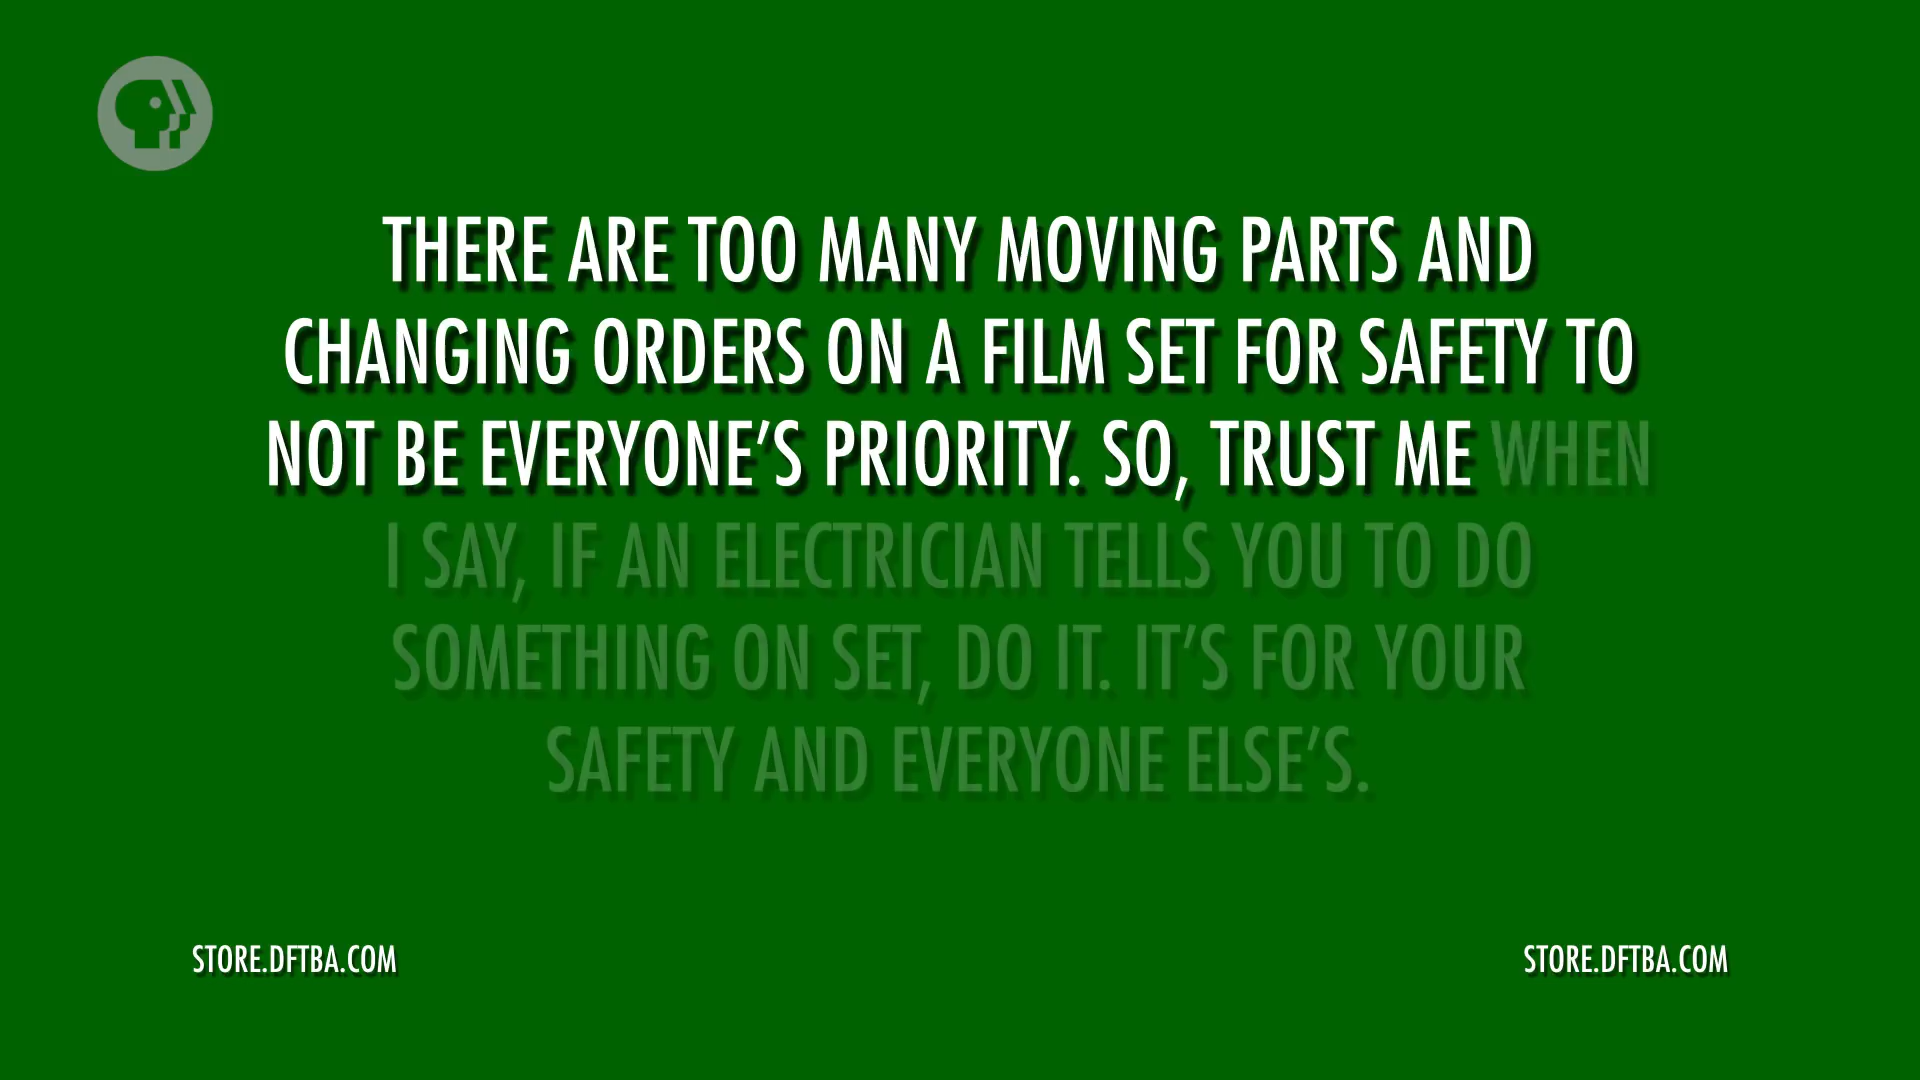 THERE ARE TOO MANY MOVING PARTS AND
CHANGING ORDERS ON A FILM SET FOR SAFETY TO
NOT BE EVERYONE’S PRIORITY. SO, TRUST ME WHEN
I SAY, IF AN ELECTRICIAN TELLS YOU TO DO
SOMETHING ON SET, DO IT. IT’S FOR YOUR
SAFETY AND EVERYONE ELSE’S.
STORE.DFTBA.COM
STORE.DFTBA.COM